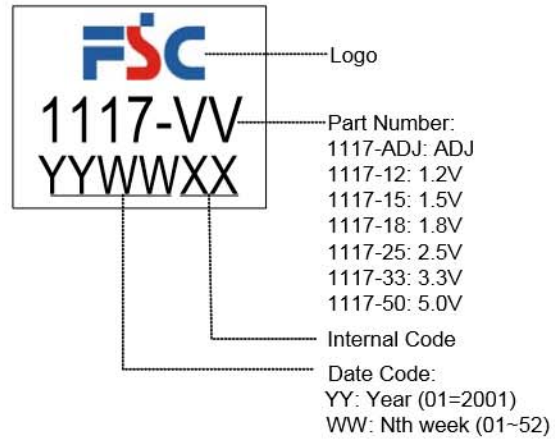 FSC
1117-VV
YYWWXX
Logo
Part Number:
1117-ADJ: ADJ
1117-12: 1.2V
1117-15: 1.5V
1117-18: 1.8V
1117-25: 2.5V
1117-33: 3.3V
1117-50: 5.0V
Internal Code
Date Code:
YY: Year (01=2001)
WW: Nth week (01~52)